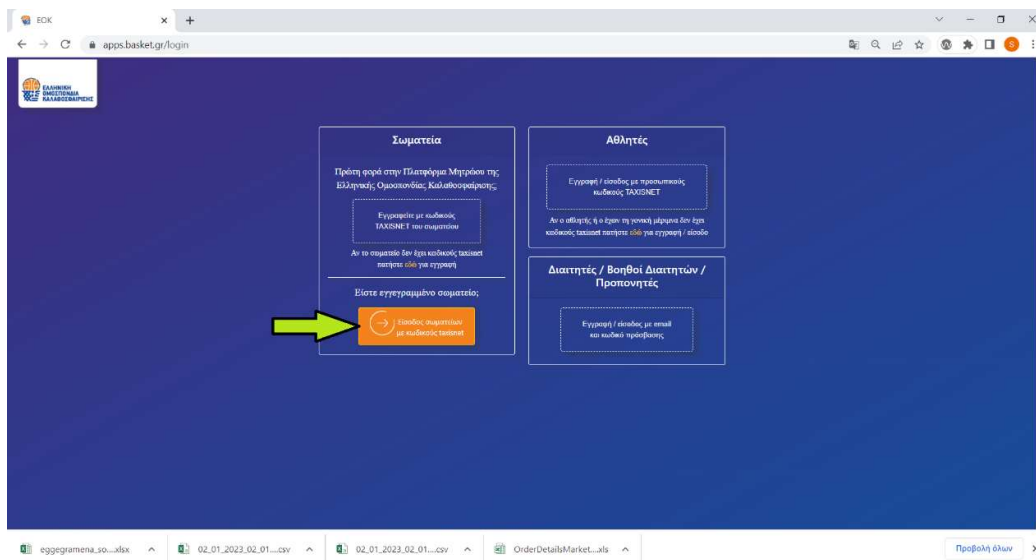 ΕΟΚ
apps.basket.gr/login
S
ΕΛΛΗΝΙΚΗ
ΟΜΟΣΠΟΝΔΙΑ
ΚΑΛΑΘΟΣΦΑΙΡΙΣΗΣ
Σωματεία
Πρώτη φορά στην Πλατφόρμα Μητρώου της
Ελληνικής Ομοσπονδίας Καλαθοσφαίρισης;
Εγγραφείτε με κωδικούς
TAXISNET του σωματείου
Αν το σωματείο δεν έχει κωδικούς taxisnet
πατήστε εδώ για εγγραφή
Είστε εγγεγραμμένο σωματείο;
Είσοδος σωματείων
με κωδικούς taxisnet
Αθλητές
Εγγραφή / είσοδος με προσωπικούς
κωδικούς TAXISNET
Αν ο αθλητής ή ο έχων τη γονική μέριμνα δεν έχει
κωδικούς taxisnet πατήστε εδώ για εγγραφή / είσοδο
Διαιτητές / Βοηθοί Διαιτητών /
Προπονητές
Εγγραφή / είσοδος με email
και κωδικό πρόσβασης
eggegramena_so....xlsx
02_01_2023_02_01....csv
02_01_2023_02_01....csv
OrderDetailsMarket....xls
Προβολή όλων